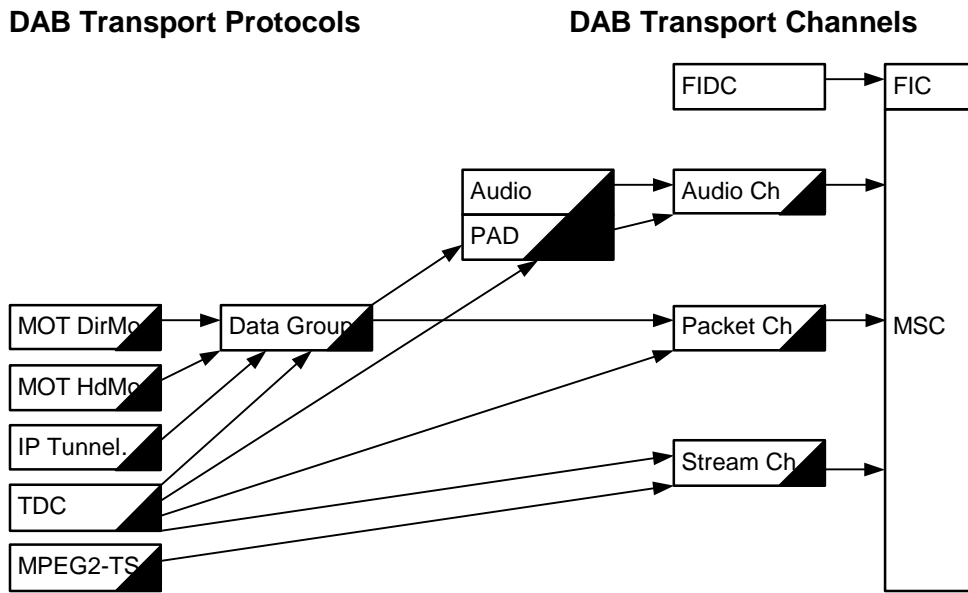 DAB Transport Protocols
DAB Transport Channels
FIDC
FIC
Audio
Audio Ch
PAD
MOT DirMo
Data Group
Packet Ch
MSC
MOT HdMo
IP Tunnel.
Stream Ch
TDC
MPEG2-TS